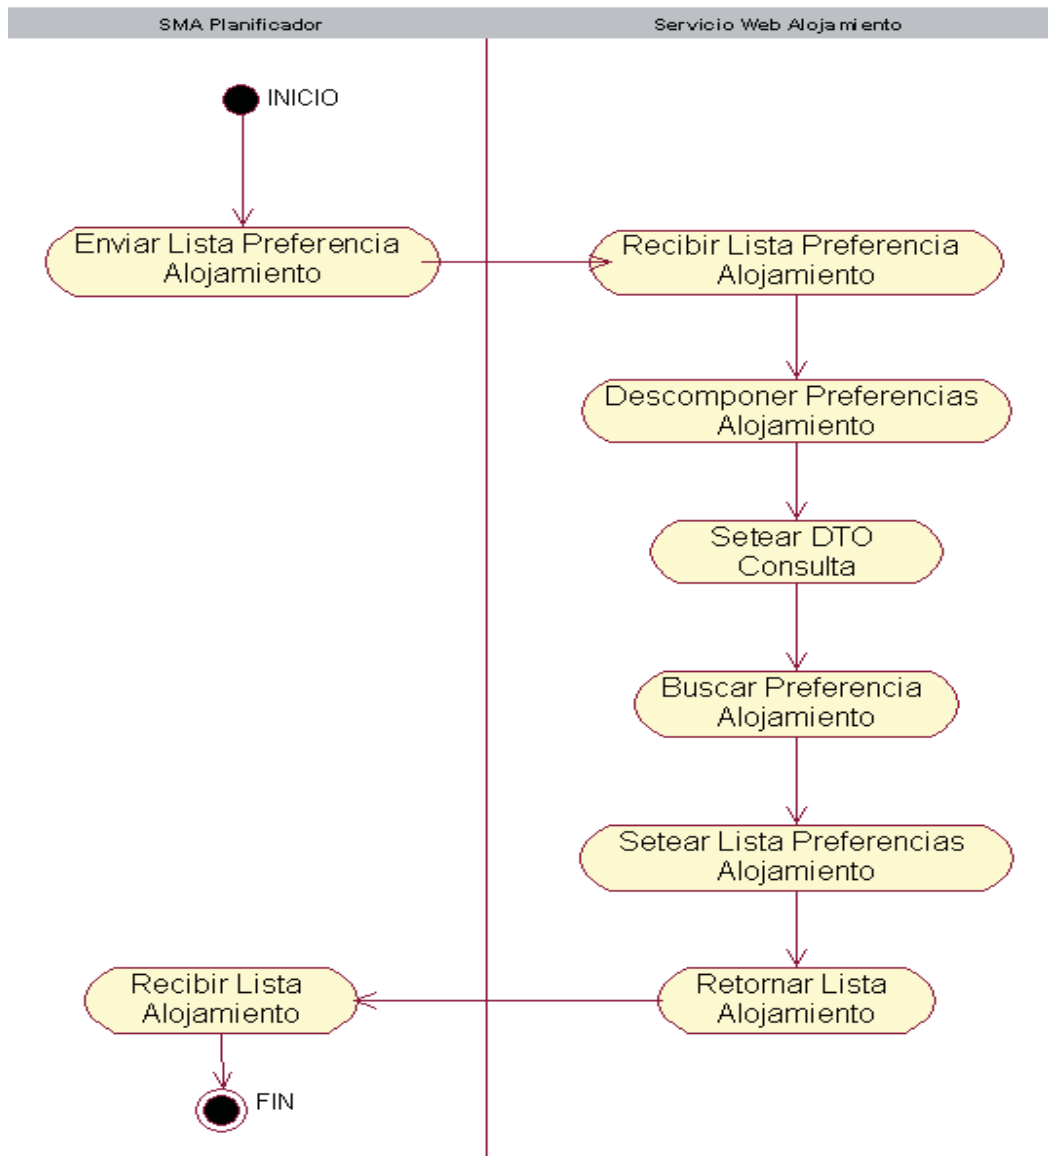 SMA Planificador
Servicio Web Alojamiento
INICIO
Enviar Lista Preferencia
Alojamiento
Recibir Lista Preferencia
Alojamiento
Descomponer Preferencias
Alojamiento
Setear DTO
Consulta
Buscar Preferencia
Alojamiento
Setear Lista Preferencias
Alojamiento
Retornar Lista
Alojamiento
Recibir Lista
Alojamiento
FIN